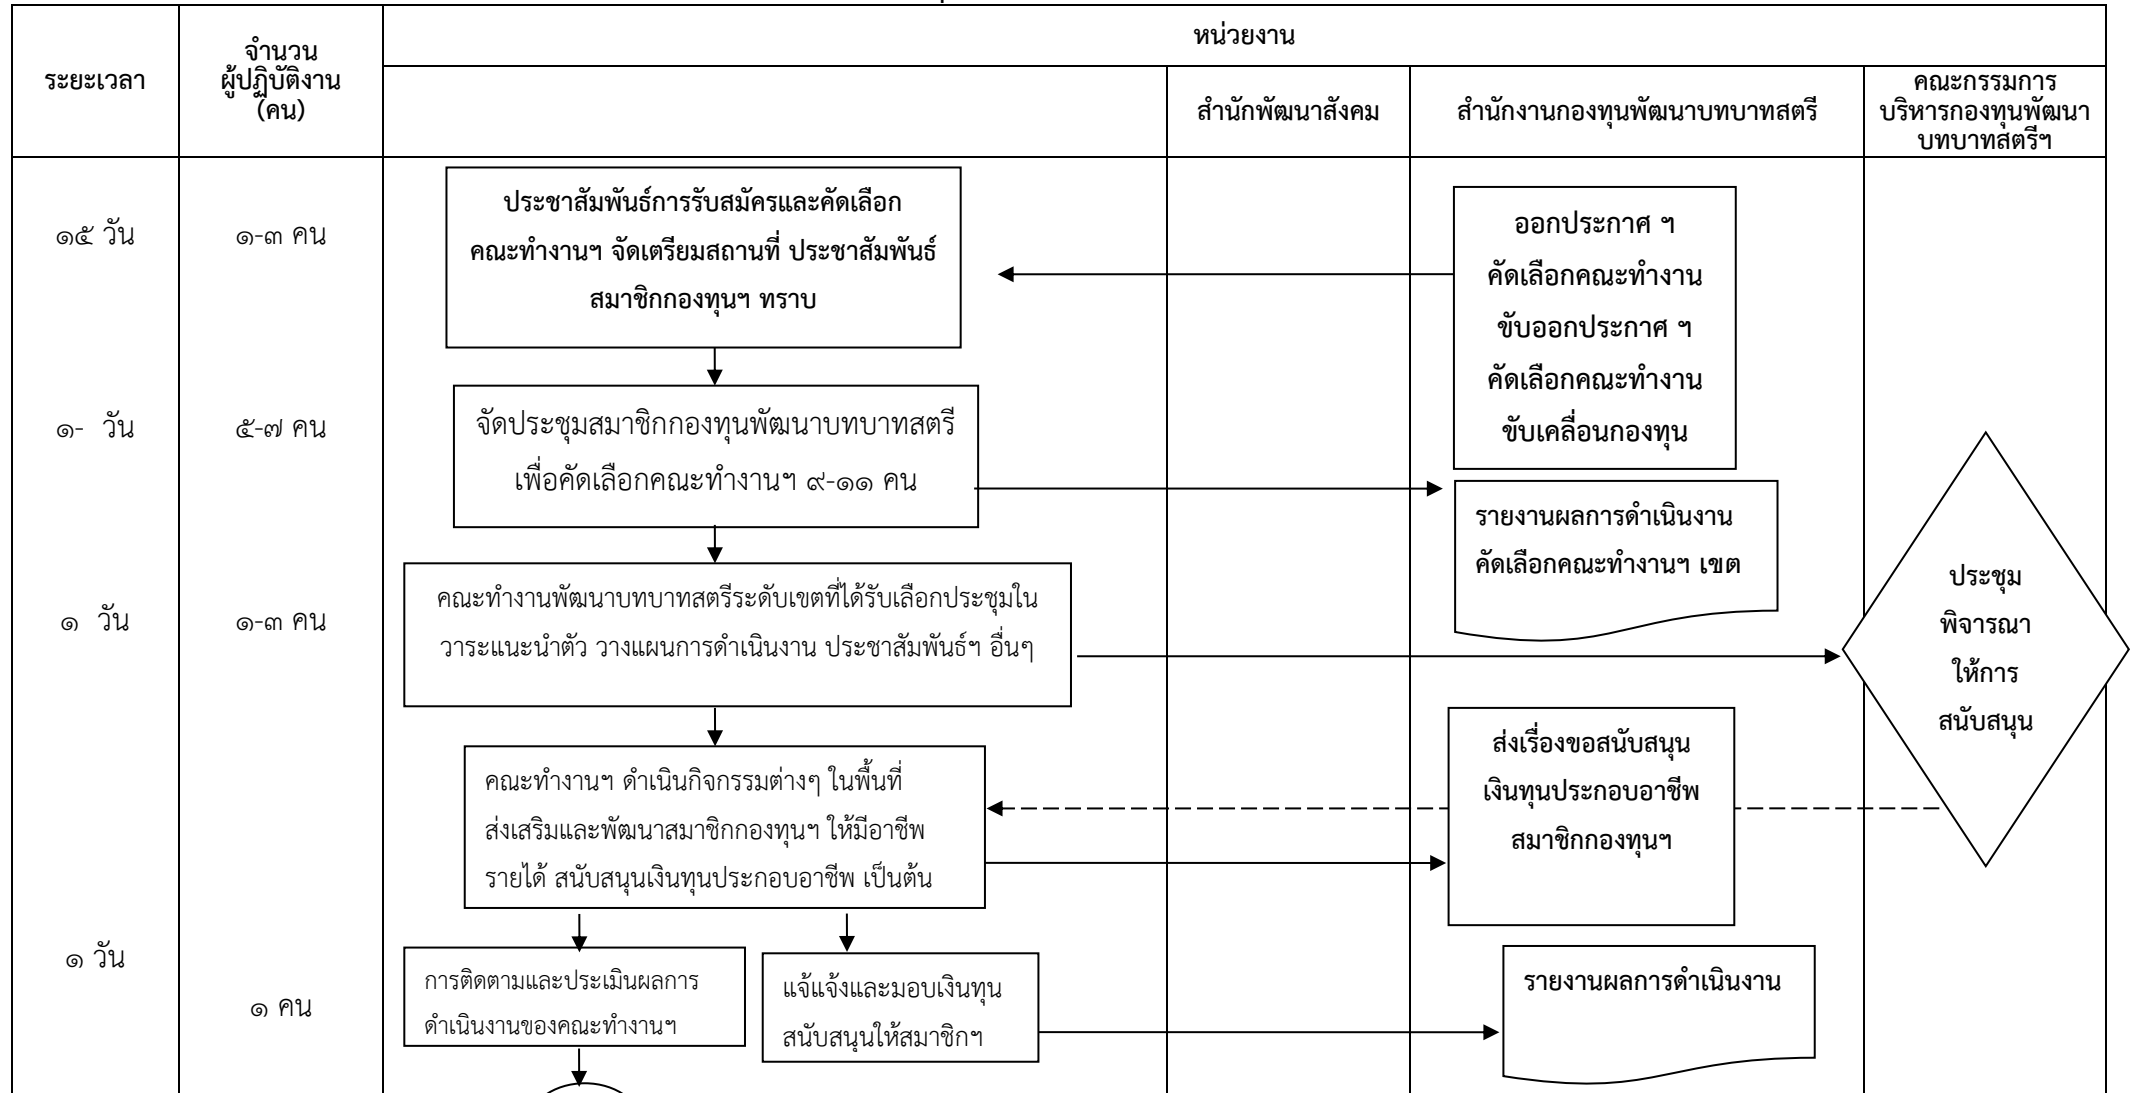 หน่วยงาน
ระยะเวลา
จำนวน
ผู้ปฏิบัติงาน
(คน)
สำนักพัฒนาสังคม
สำนักงานกองทุนพัฒนาบทบาทสตรี
คณะกรรมการ
บริหารกองทุนพัฒนา
บทบาทสตรีฯ
๑๕ วัน
๑-๓ คน
ประชาสัมพันธ์การรับสมัครและคัดเลือก
คณะทำงานฯ จัดเตรียมสถานที่ ประชาสัมพันธ์
สมาชิกกองทุนฯ ทราบ
ออกประกาศ ฯ
คัดเลือกคณะทำงาน
ขับออกประกาศ ฯ
คัดเลือกคณะทำงาน
ขับเคลื่อนกองทุน
๑- วัน
๕-๗ คน
จัดประชุมสมาชิกกองทุนพัฒนาบทบาทสตรี
เพื่อคัดเลือกคณะทำงานฯ ๙-๑๑ คน
รายงานผลการดำเนินงาน
คัดเลือกคณะทำงานฯ เขต
๑ วัน
๑-๓ คน
คณะทำงานพัฒนาบทบาทสตรีระดับเขตที่ได้รับเลือกประชุมใน
วาระแนะนำตัว วางแผนการดำเนินงาน ประชาสัมพันธ์ฯ อื่นๆ
ประชุม
พิจารณา
ให้การ
สนับสนุน
คณะทำงานฯ ดำเนินกิจกรรมต่างๆ ในพื้นที่
ส่งเสริมและพัฒนาสมาชิกกองทุนฯ ให้มีอาชีพ
รายได้ สนับสนุนเงินทุนประกอบอาชีพ เป็นต้น
ส่งเรื่องขอสนับสนุน
เงินทุนประกอบอาชีพ
สมาชิกกองทุนฯ
๑ วัน
๑ คน
การติดตามและประเมินผลการ
ดำเนินงานของคณะทำงานฯ
แจ้แจ้งและมอบเงินทุน
สนับสนุนให้สมาชิกฯ
รายงานผลการดำเนินงาน